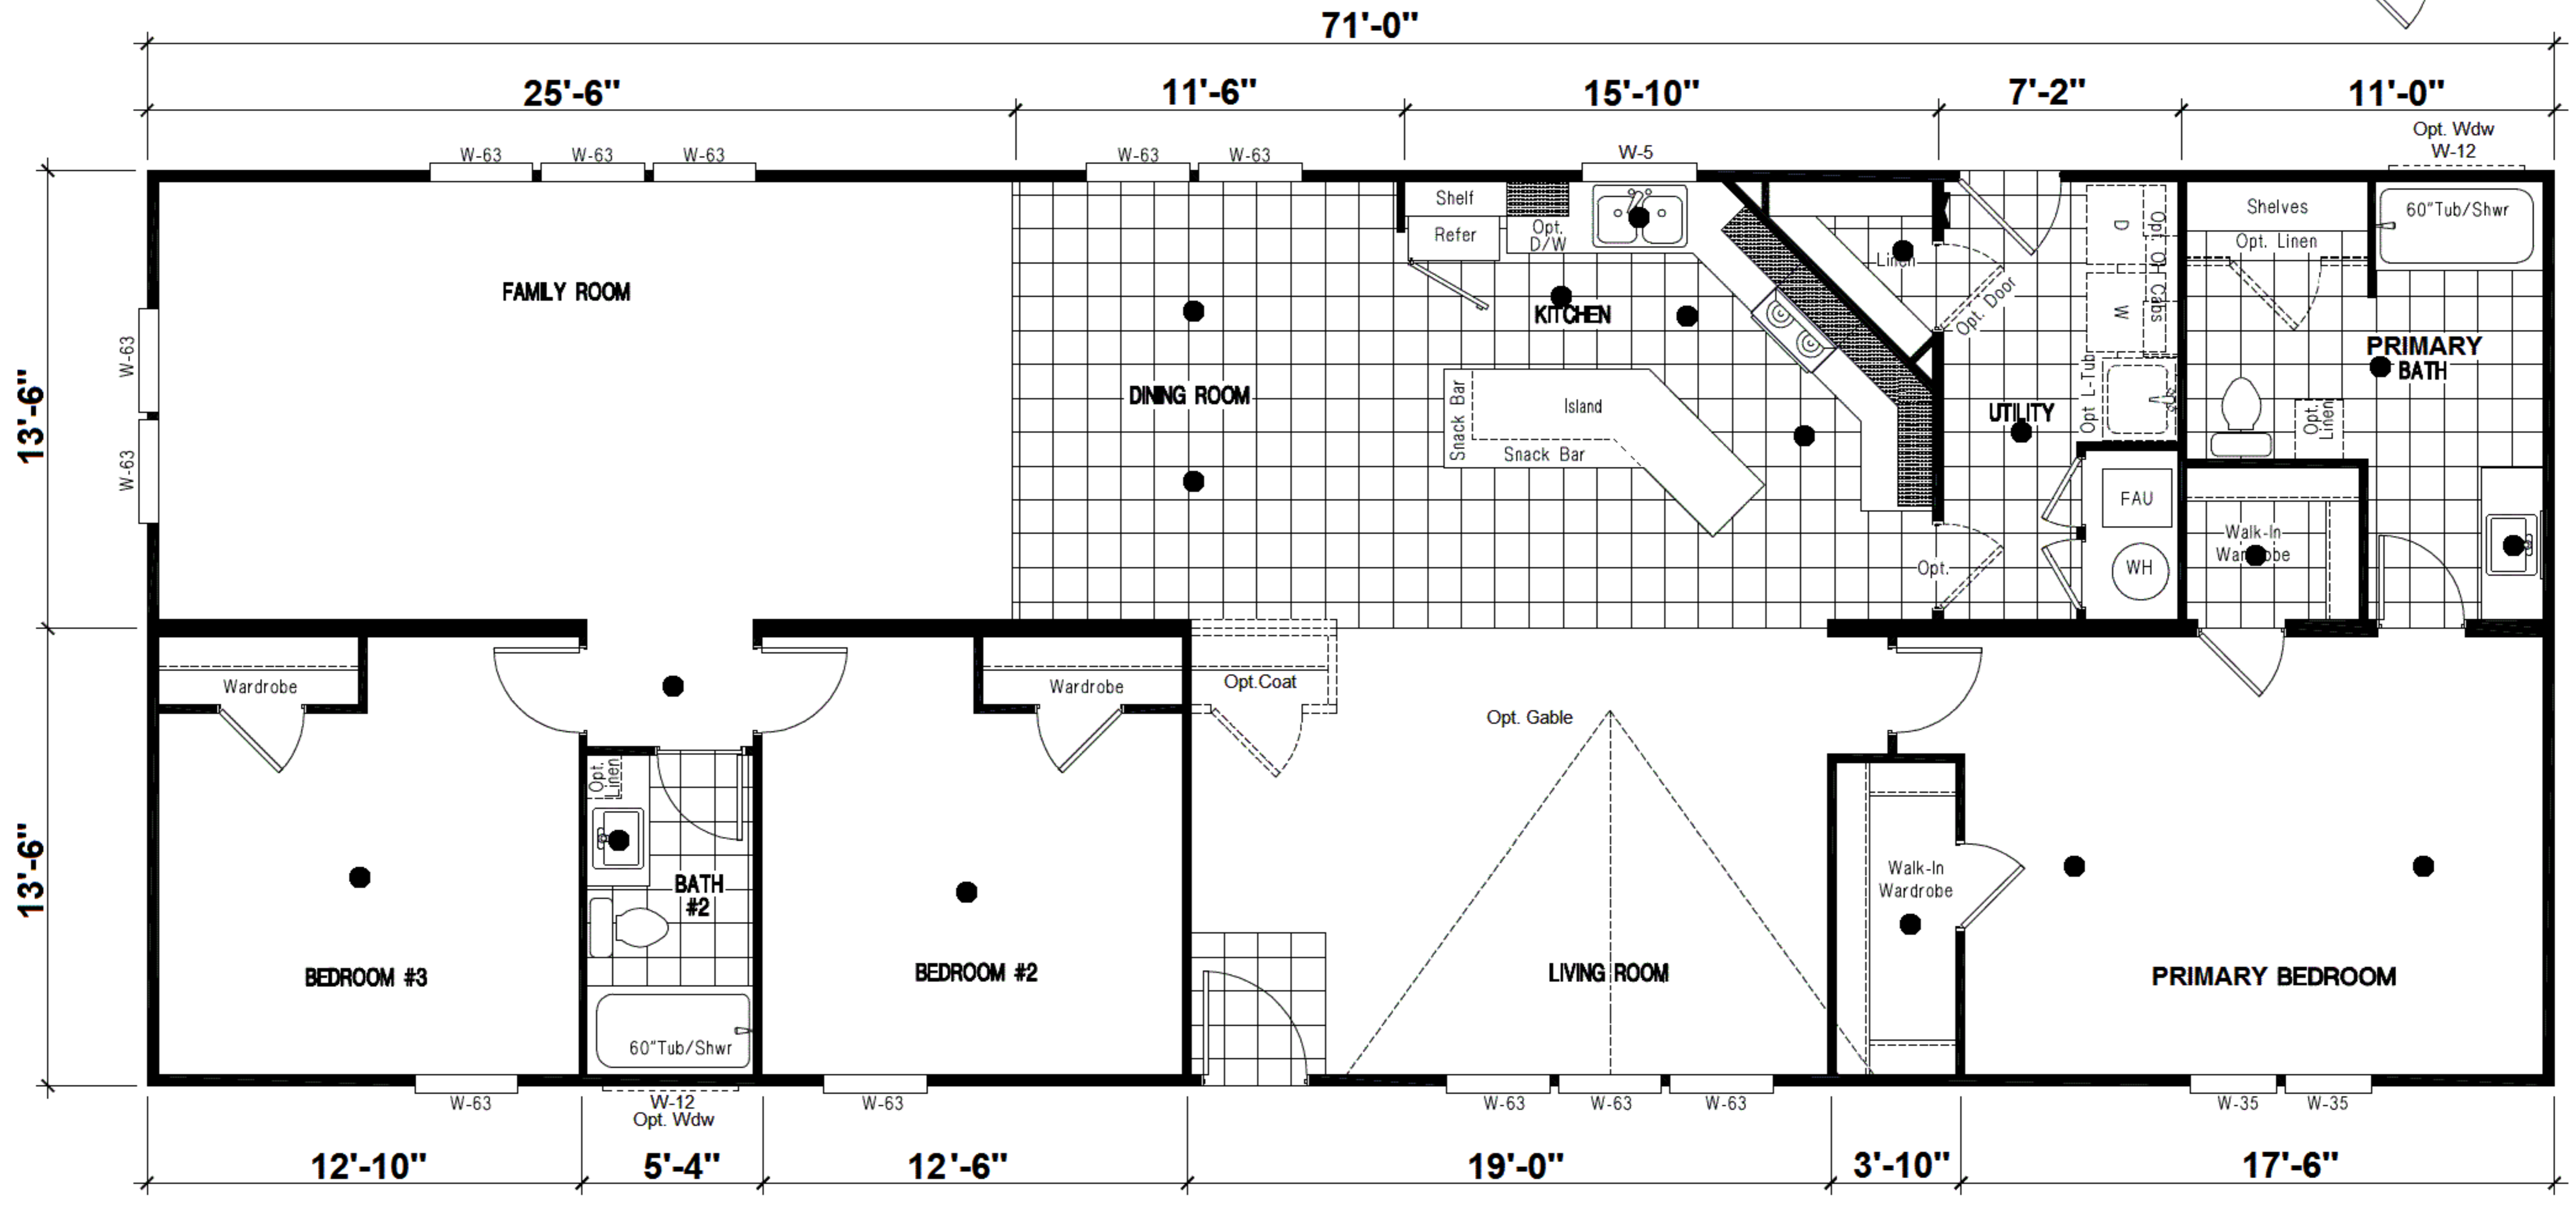 71'-0"
25'-6"
11'-6"
15'-10"
7'-2"
11'-0"
Opt. Wdw
W-12
W-63
W-63
W-63
W-63
W-63
W-5
Shelf
Refer
Opt.
D/W
Linen
Opt. Door
D
W
Opt. OH Cabs
Opt L-Tub
Shelves
Opt. Linen
60"Tub/Shwr
FAMILY ROOM
KITCHEN
DINING ROOM
Snack Bar
Island
Snack Bar
UTILITY
PRIMARY
BATH
Opt.
Linen
W-63
W-63
13'-6"
FAU
WH
Opt.
Walk-In
Wardrobe
Wardrobe
Wardrobe
Opt.Coat
Opt. Gable
Opt.
Linen
13'-6"
BATH
#2
BEDROOM #3
BEDROOM #2
LIVING ROOM
Walk-In
Wardrobe
PRIMARY BEDROOM
60"Tub/Shwr
W-63
W-12
Opt. Wdw
W-63
W-63
W-63
W-63
W-35
W-35
12'-10"
5'-4"
12'-6"
19'-0"
3'-10"
17'-6"